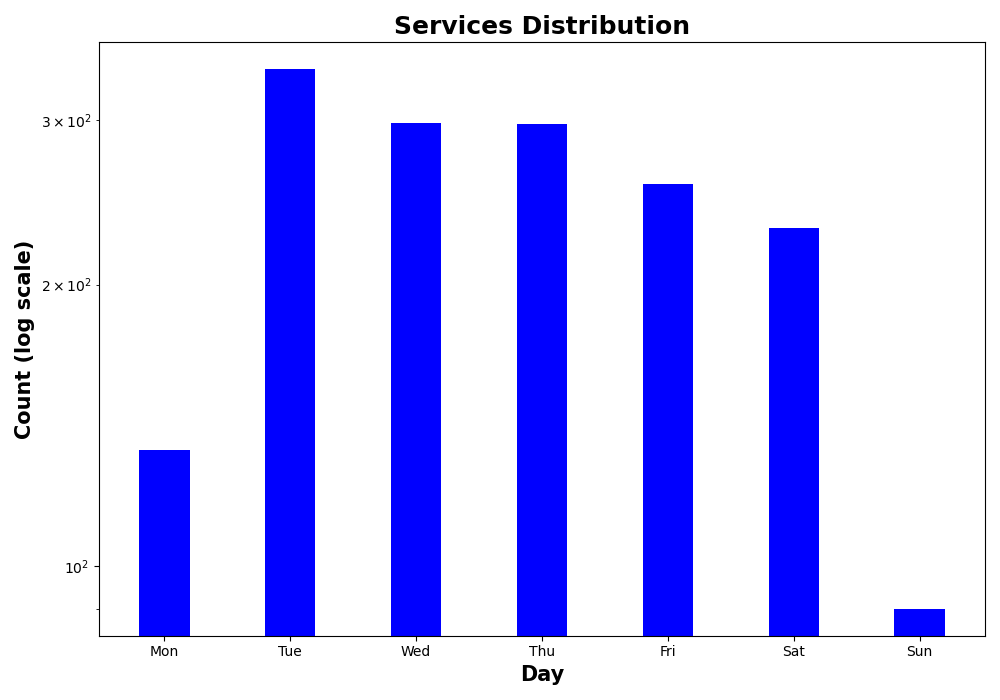 Services Distribution
Count (log scale)
3 × 10²
2 × 10²
10²
Mon Tue Wed Thu Fri Sat Sun
Day